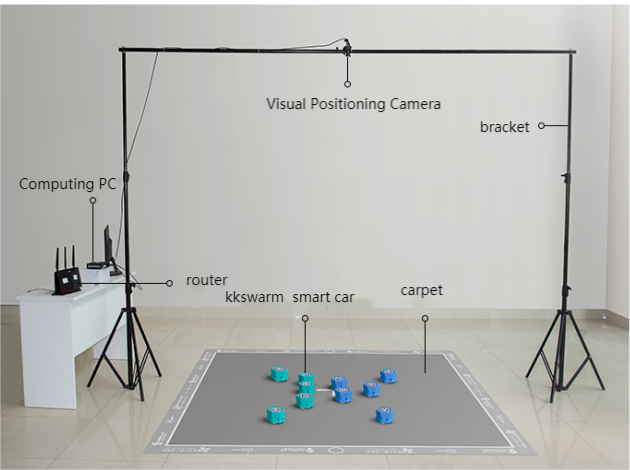 Visual Positioning Camera
bracket
Computing PC
router
kkswarm smart car
carpet